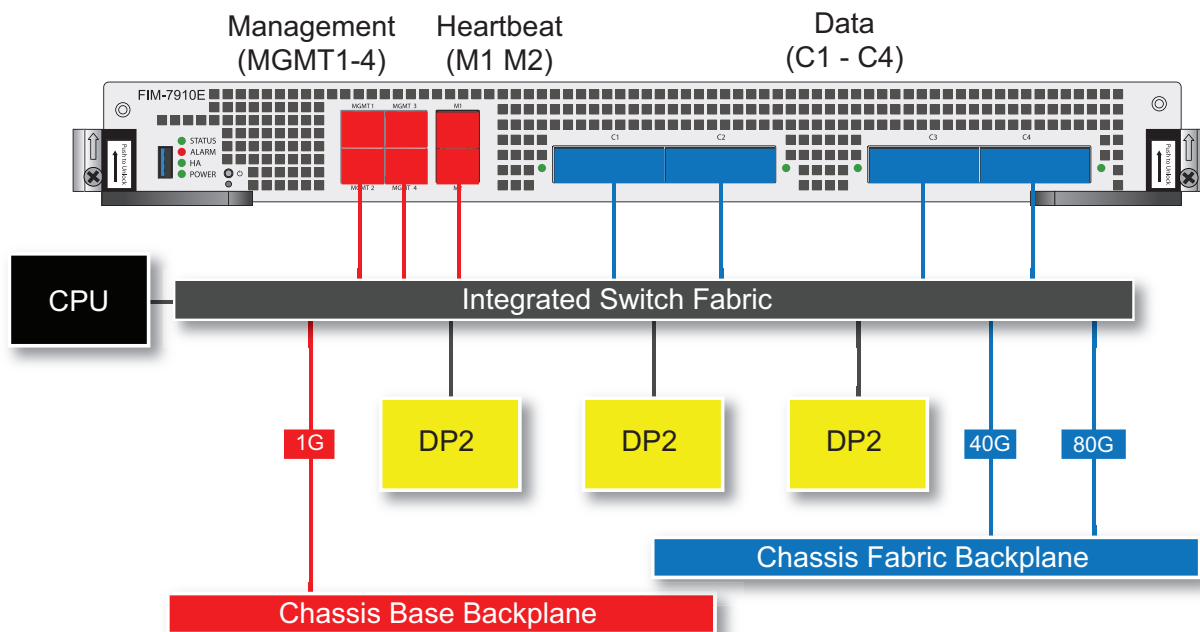 Management
(MGMT1-4)
Heartbeat
(M1 M2)
Data
(C1 - C4)
FIM-7910E
MGMT 1
MGMT 3
M1
C1
C2
C3
C4
STATUS
ALARM
HA
POWER
MGMT 2
MGMT 4
M2
Push to Unlock
Push to Unlock
CPU
Integrated Switch Fabric
1G
DP2
DP2
DP2
40G
80G
Chassis Fabric Backplane
Chassis Base Backplane